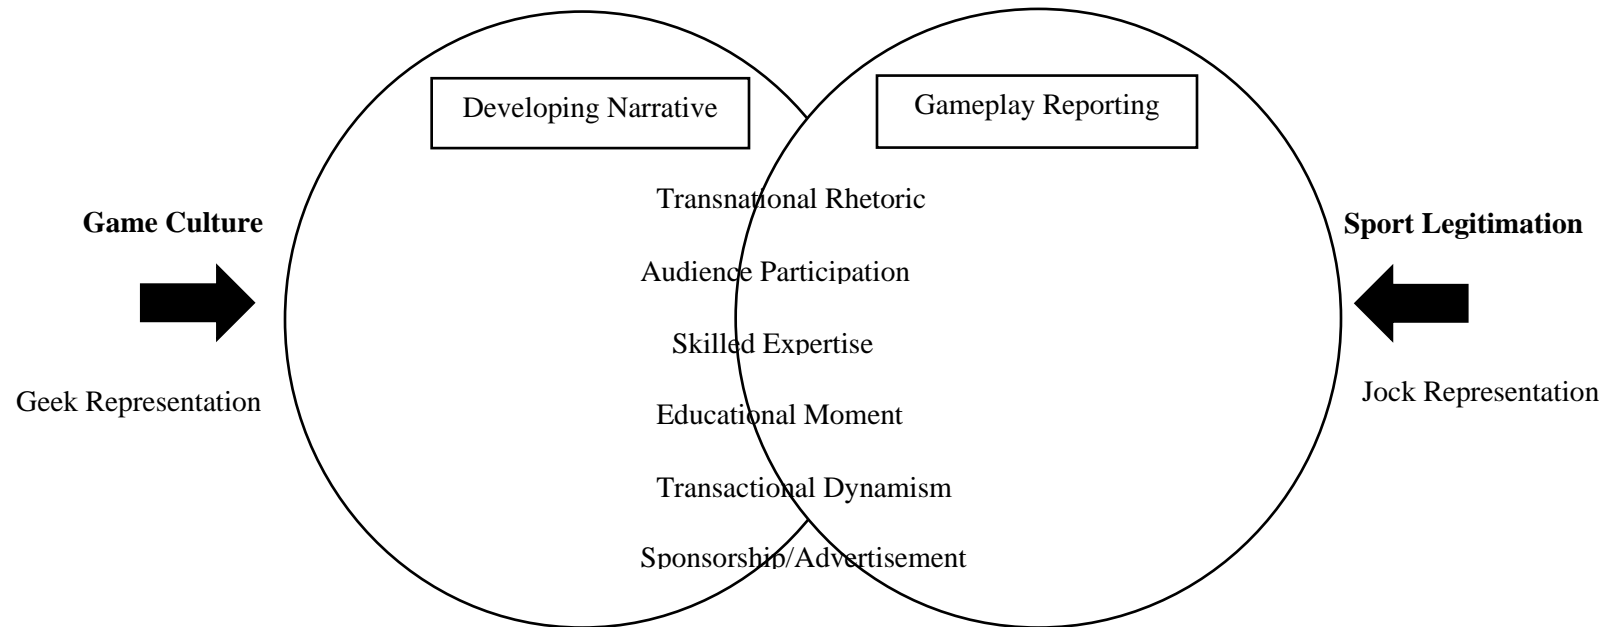 Developing Narrative
Gameplay Reporting
Transnational Rhetoric
Game Culture
Sport Legitimation
Audience Participation
Skilled Expertise
Geek Representation
Jock Representation
Educational Moment
Transactional Dynamism
Sponsorship/Advertisement